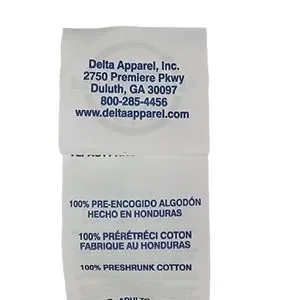 Delta Apparel, Inc.
2750 Premiere Pkwy
Duluth, GA 30097
800-285-4456
www.deltaapparel.com
100% PRE-ENCOGIDO ALGODÓN
HECHO EN HONDURAS
100% PRÉRÉTRÉCI COTON
FABRIQUE AU HONDURAS
100% PRESHRUNK COTTON